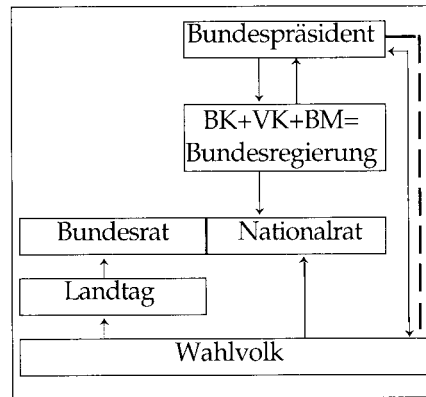 Bundespräsident
BK+VK+BM=
Bundesregierung
Bundesrat
Nationalrat
Landtag
Wahlvolk